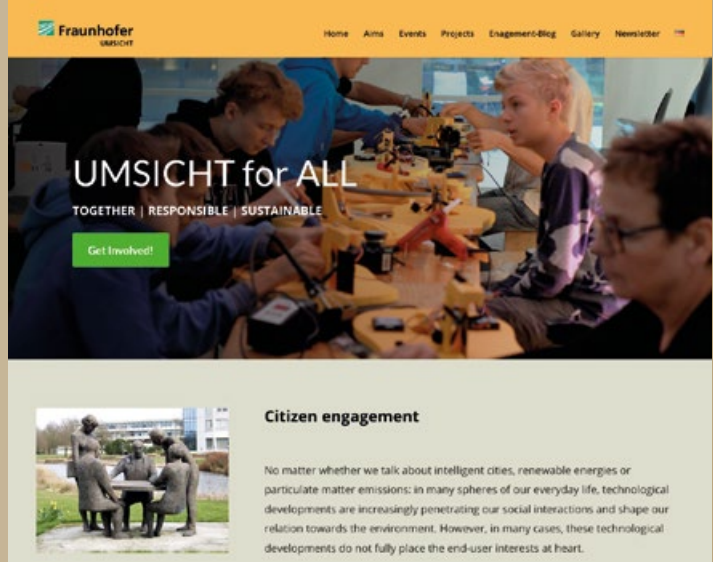 Fraunhofer
UMSICHT
Home Aims Events Projects Enagement-Blog Gallery Newsletter
UMSICHT for ALL
TOGETHER | RESPONSIBLE | SUSTAINABLE
Get Involved!
Citizen engagement
No matter whether we talk about intelligent cities, renewable energies or
particulate matter emissions: in many spheres of our everyday life, technological
developments are increasingly penetrating our social interactions and shape our
relation towards the environment. However, in many cases, these technological
developments do not fully place the end-user interests at heart.